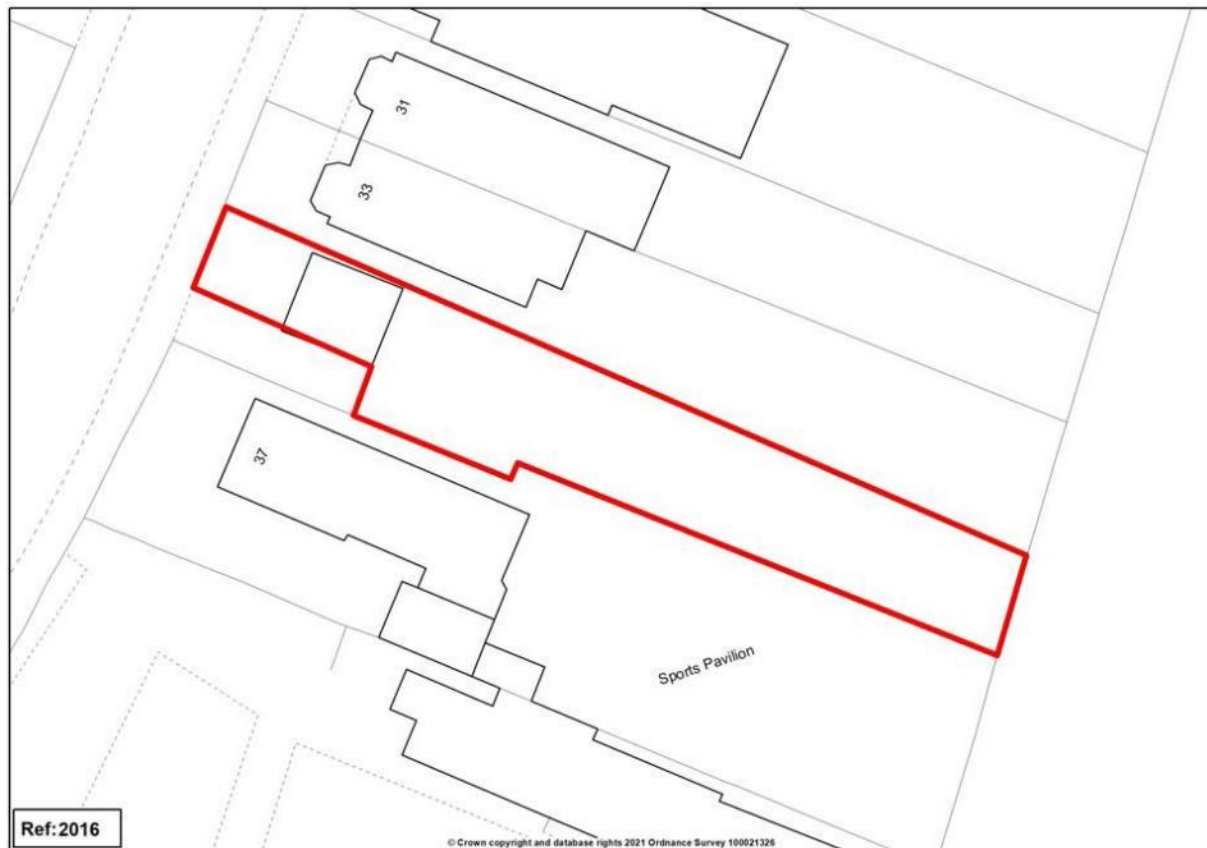 31
33
37
Sports Pavilion
Ref:2016
© Crown copyright and database rights 2021 Ordnance Survey 100021326